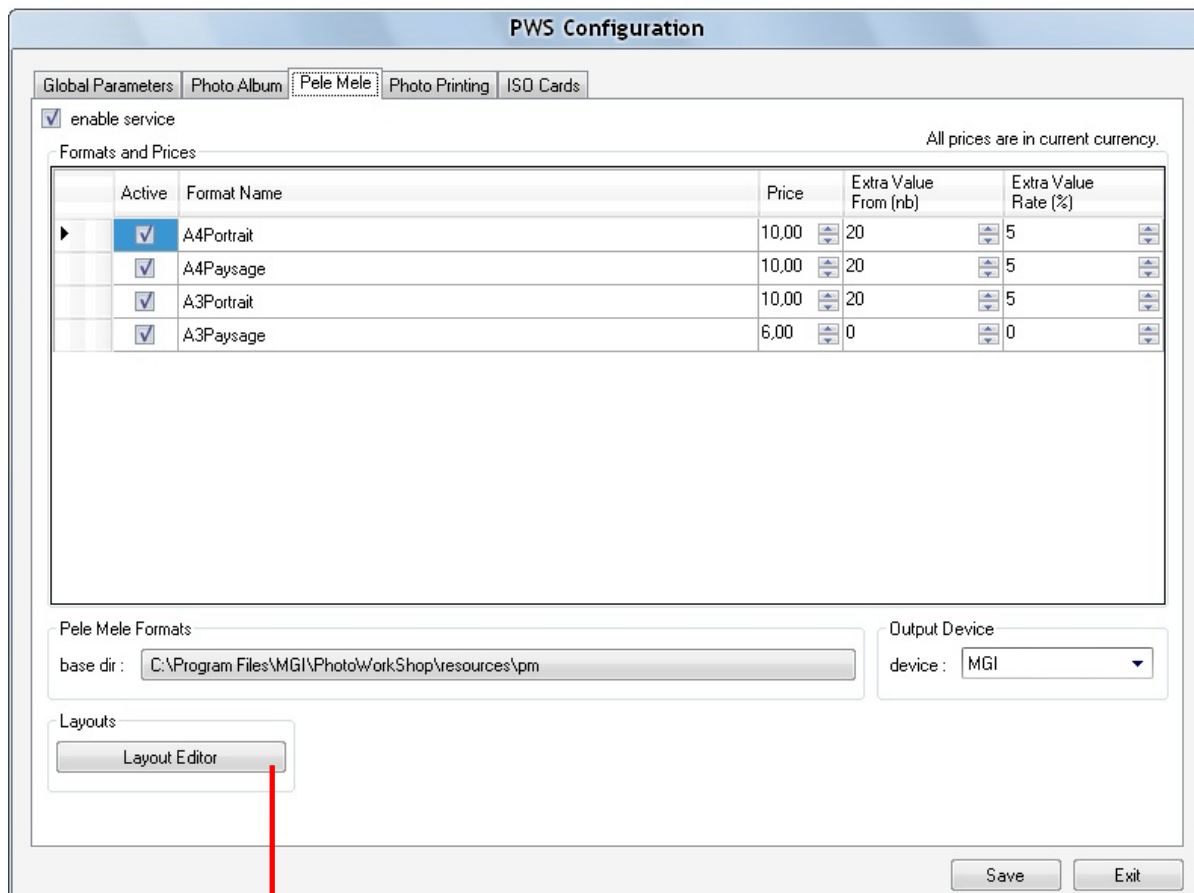 PWS Configuration
Global Parameters Photo Album Pele Mele Photo Printing ISO Cards
enable service
All prices are in current currency.
Formats and Prices
Active Format Name Price Extra Value From (nb) Extra Value Rate (%)
A4Portrait 10,00 20 5
A4Paysage 10,00 20 5
A3Portrait 10,00 20 5
A3Paysage 6,00 0 0
Pele Mele Formats
base dir : C:\Program Files\MGI\PhotoWorkShop\resources\pm
Output Device
device : MGI
Layouts
Layout Editor
Save Exit